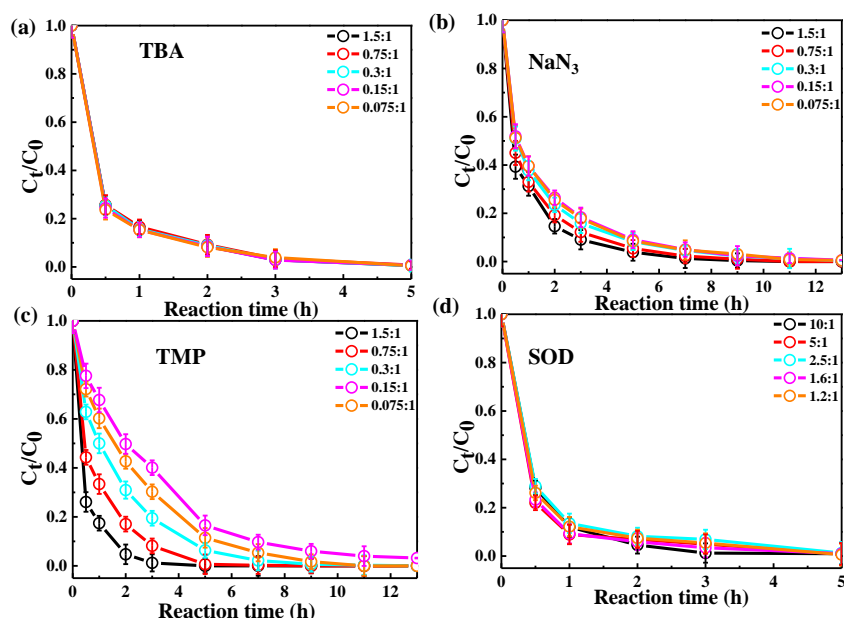 (a)
TBA
1.5:1
0.75:1
0.3:1
0.15:1
0.075:1
1.0
0.8
0.6
0.4
0.2
0.0
Ct/C0
0 1 2 3 4 5
Reaction time (h)
(b)
NaN3
1.5:1
0.75:1
0.3:1
0.15:1
0.075:1
1.0
0.8
0.6
0.4
0.2
0.0
Ct/C0
0 2 4 6 8 10 12
Reaction time (h)
(c)
TMP
1.5:1
0.75:1
0.3:1
0.15:1
0.075:1
1.0
0.8
0.6
0.4
0.2
0.0
Ct/C0
0 2 4 6 8 10 12
Reaction time (h)
(d)
SOD
10:1
5:1
2.5:1
1.6:1
1.2:1
1.0
0.8
0.6
0.4
0.2
0.0
Ct/C0
0 1 2 3 4 5
Reaction time (h)